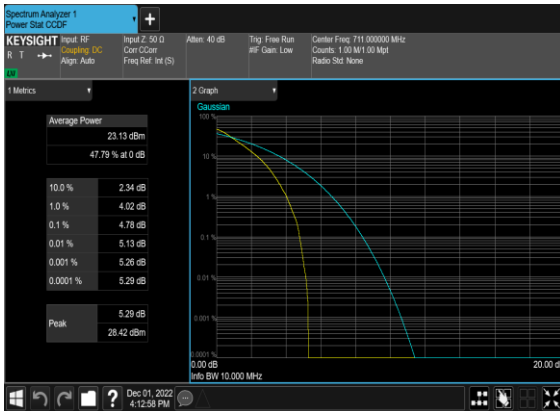 Spectrum Analyzer 1
Power Stat CCDF
KEYSIGHT
R T
LXI
Input: RF
Coupling: DC
Align: Auto
Input Z: 50 Ω
Corr CCorr
Freq Ref: Int (S)
Atten: 40 dB
Trig: Free Run
#IF Gain: Low
Center Freq: 711.000000 MHz
Counts: 1.00 M/1.00 Mpt
Radio Std: None
1 Metrics
Average Power
23.13 dBm
47.79 % at 0 dB
10.0 % 2.34 dB
1.0 % 4.02 dB
0.1 % 4.78 dB
0.01 % 5.13 dB
0.001 % 5.26 dB
0.0001 % 5.29 dB
Peak
5.29 dB
28.42 dBm
2 Graph
Gaussian
100 %
10 %
1 %
0.1 %
0.01 %
0.001 %
0.0001 %
0.00 dB
20.00 d
Info BW 10.000 MHz
Dec 01, 2022
4:12:58 PM